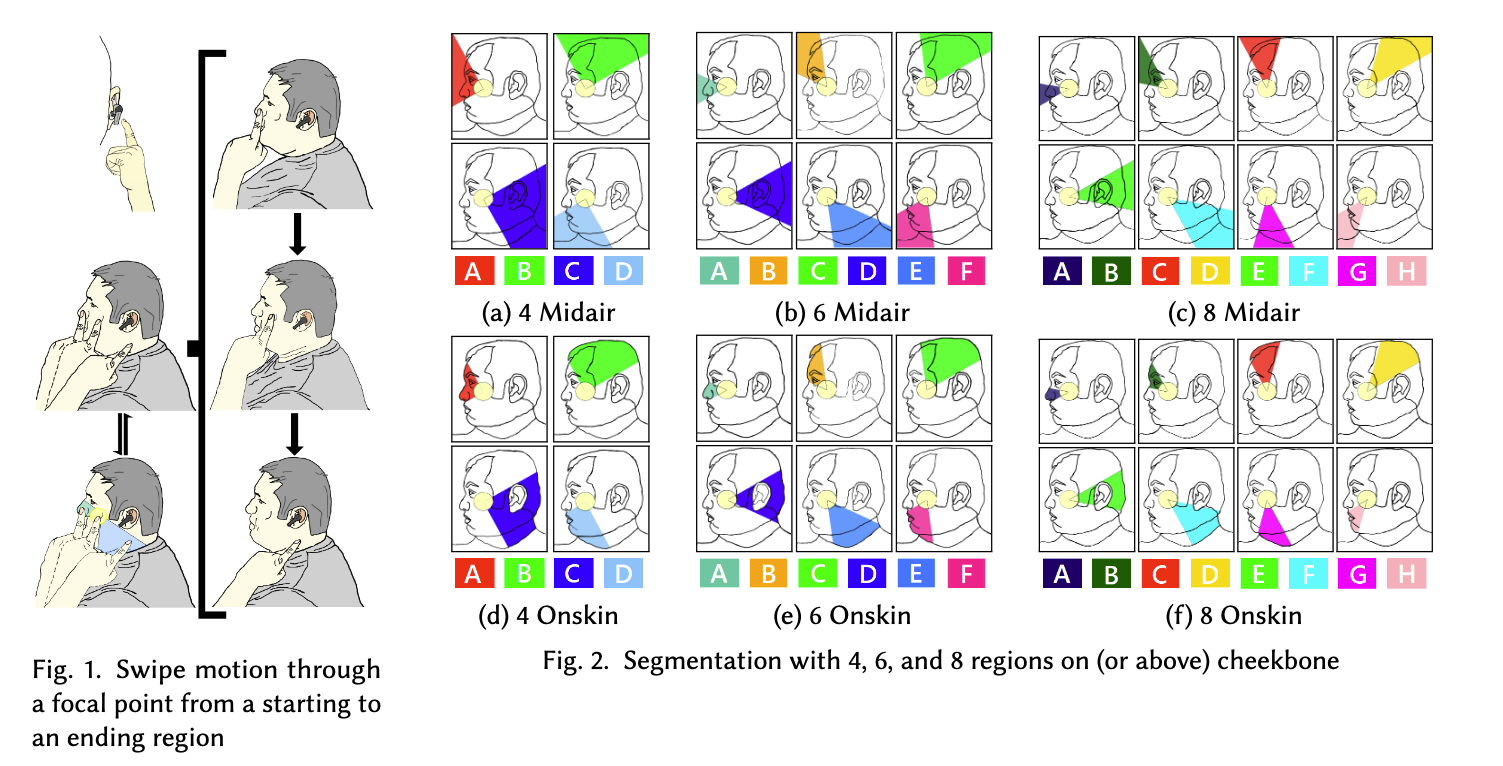 A B C D
(a) 4 Midair
A B C D E F
(b) 6 Midair
A B C D E F G H
(c) 8 Midair
A B C D
(d) 4 Onskin
A B C D E F
(e) 6 Onskin
A B C D E F G H
(f) 8 Onskin
Fig. 1. Swipe motion through
a focal point from a starting to
an ending region
Fig. 2. Segmentation with 4, 6, and 8 regions on (or above) cheekbone